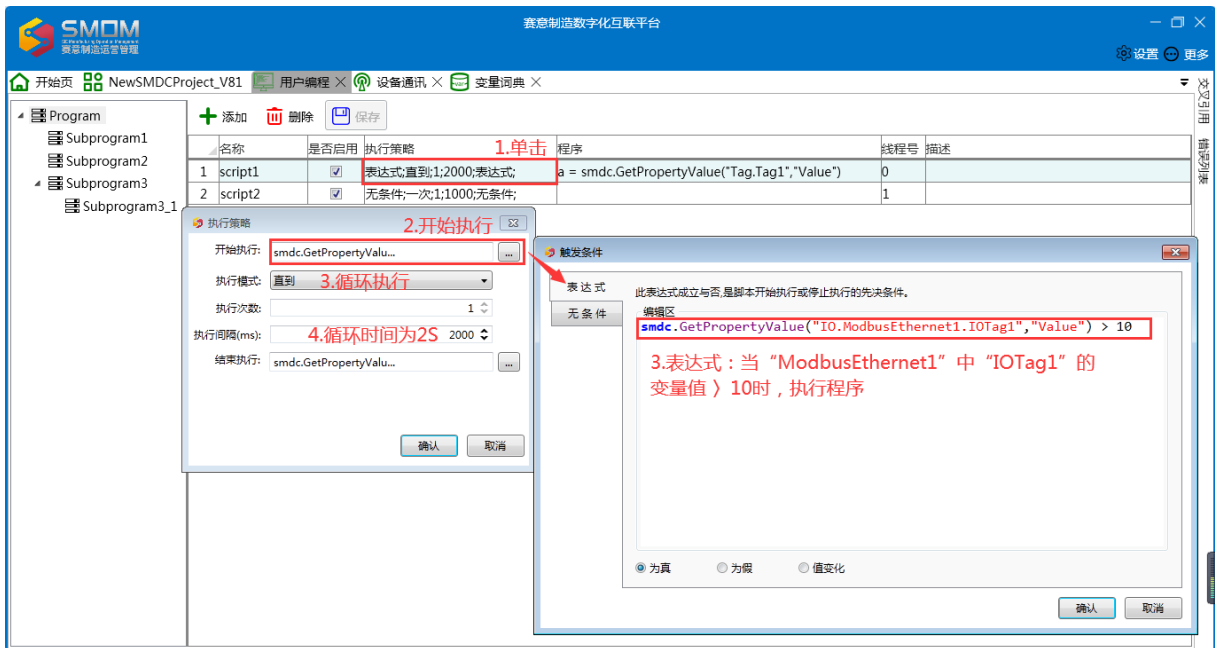 赛意制造数字化互联平台
SMOM
赛意制造运营管理
设置 更多
开始页 NewSMDCProject_V81 用户编程 设备通讯 变量词典
交叉引用 错误列表
Program
Subprogram1
Subprogram2
Subprogram3
Subprogram3_1
添加 删除 保存
名称 是否启用 执行策略 1.单击 程序 线程号 描述
1 script1 表达式;直到;1;2000;表达式; a = smdc.GetPropertyValue("Tag.Tag1","Value") 0
2 script2 无条件;一次;1;1000;无条件; 1
执行策略 2.开始执行
开始执行: smdc.GetPropertyValu... ...
执行模式: 直到 3.循环执行
执行次数: 1
执行间隔(ms): 4.循环时间为2S 2000
结束执行: smdc.GetPropertyValu... ...
确认 取消
触发条件
表达式
无条件
此表达式成立与否,是脚本开始执行或停止执行的先决条件。
编辑区
smdc.GetPropertyValue("IO.ModbusEthernet1.IOTag1","Value") > 10
3.表达式：当“ModbusEthernet1”中“IOTag1”的
变量值 〉10时，执行程序
为真 为假 值变化
确认 取消